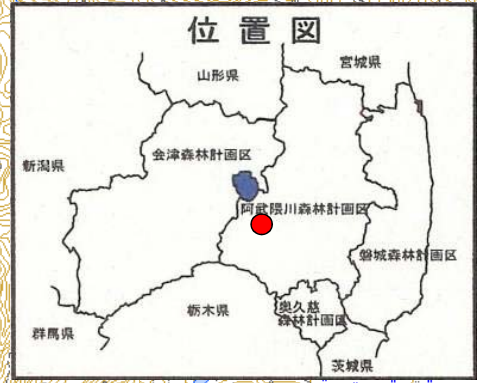 位置図
山形県
宮城県
新潟県
会津森林計画区
阿武隈川森林計画区
磐城森林計画区
栃木県
奥久慈
森林計画区
群馬県
茨城県